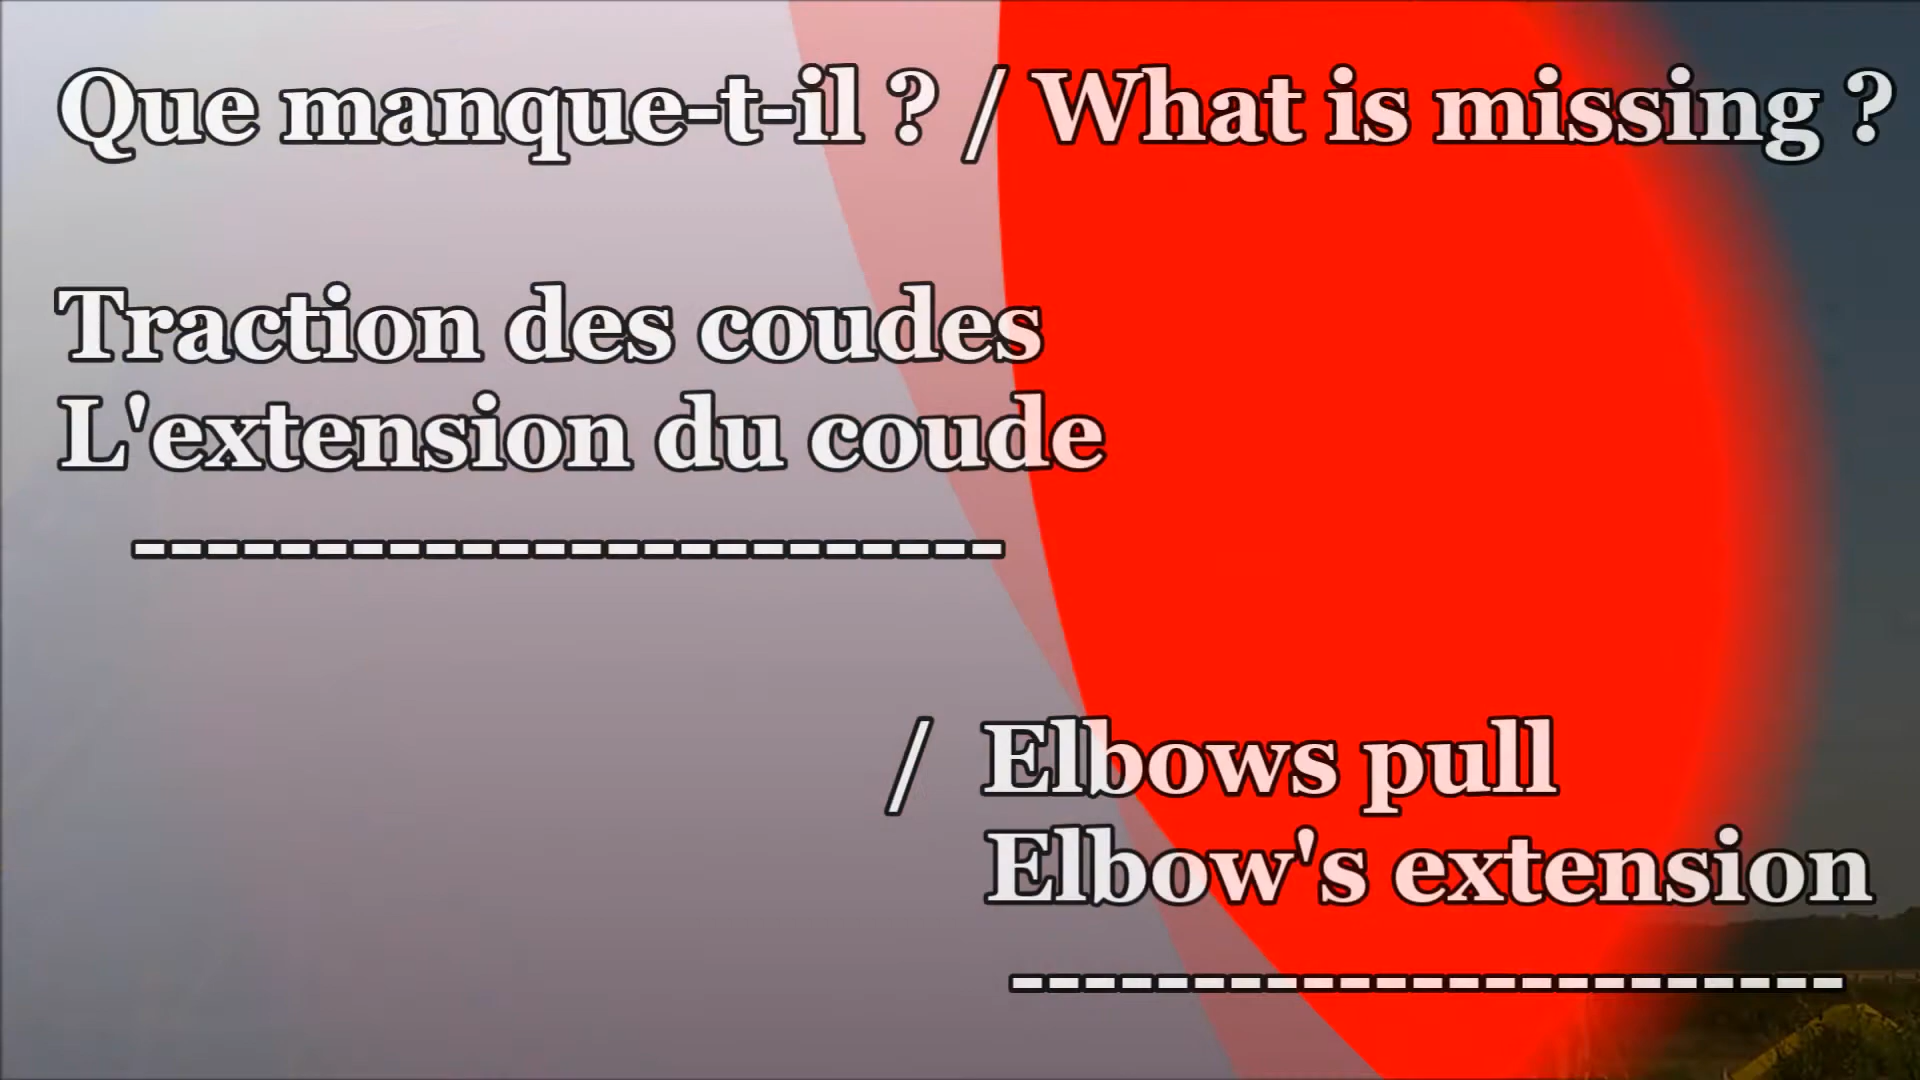 Que manque-t-il ? / What is missing ?
Traction des coudes
L'extension du coude
-------------------------
/ Elbows pull
Elbow's extension
-----------------------